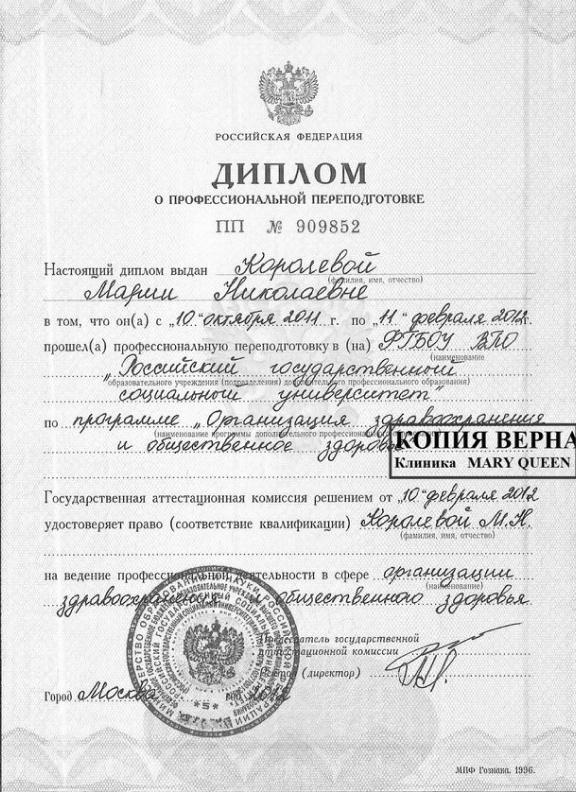 РОССИЙСКАЯ ФЕДЕРАЦИЯ
ДИПЛОМ
О ПРОФЕССИОНАЛЬНОЙ ПЕРЕПОДГОТОВКЕ
ПП № 909852
Настоящий диплом выдан Королевой
(фамилия, имя, отчество)
Марии Николаевне
в том, что он(а) с „10“ октября 2011 г. по „11“ февраля 2012г.
прошел(а) профессиональную переподготовку в (на) ФГБОУ ВПО
(наименование
„Российский государственный
образовательного учреждения (подразделения) дополнительного профессионального образования)
социальный университет“
по программе „Организация здравоохранения
(наименование программы дополнительного профессионального
и общественное здоровье
КОПИЯ ВЕРНА
Клиника MARY QUEEN
Государственная аттестационная комиссия решением от „10“ февраля 2012
удостоверяет право (соответствие квалификации) Королевой М.Н.
(фамилия, имя, отчество)
на ведение профессиональной деятельности в сфере организации
(наименование)
здравоохранения и общественного здоровья
Председатель государственной
аттестационной комиссии
Ректор (директор)
Город Москва 2012
МПФ Гознака. 1996.